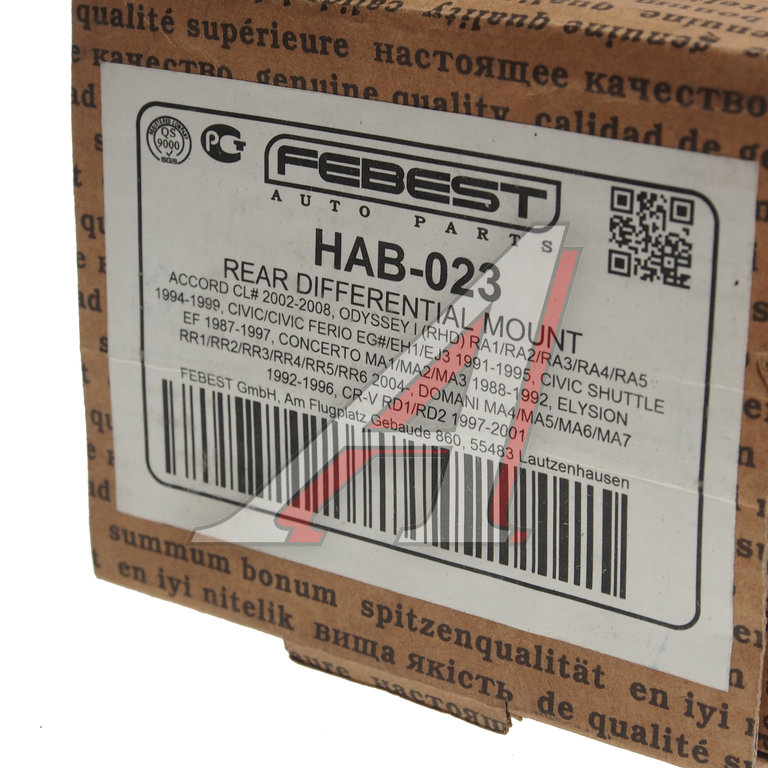 genuine quality
qualité supérieure настоящее качество
качество genuine quality calidad de
QS
9000
SGS
РСТ
FEBEST
AUTO PARTS
HAB-023
REAR DIFFERENTIAL MOUNT
ACCORD CL# 2002-2008, ODYSSEY I (RHD) RA1/RA2/RA3/RA4/RA5
1994-1999, CIVIC/CIVIC FERIO EG#/EH1/EJ3 1991-1995, CIVIC SHUTTLE
EF 1987-1997, CONCERTO MA1/MA2/MA3 1988-1992, ELYSION
RR1/RR2/RR3/RR4/RR5/RR6 2004-, DOMANI MA4/MA5/MA6/MA7
1992-1996, CR-V RD1/RD2 1997-2001
FEBEST GmbH, Am Flugplatz Gebaude 860, 55483 Lautzenhausen
summum bonum spitzenqualität
en iyi nitelik вища якість en iyi
de qualité